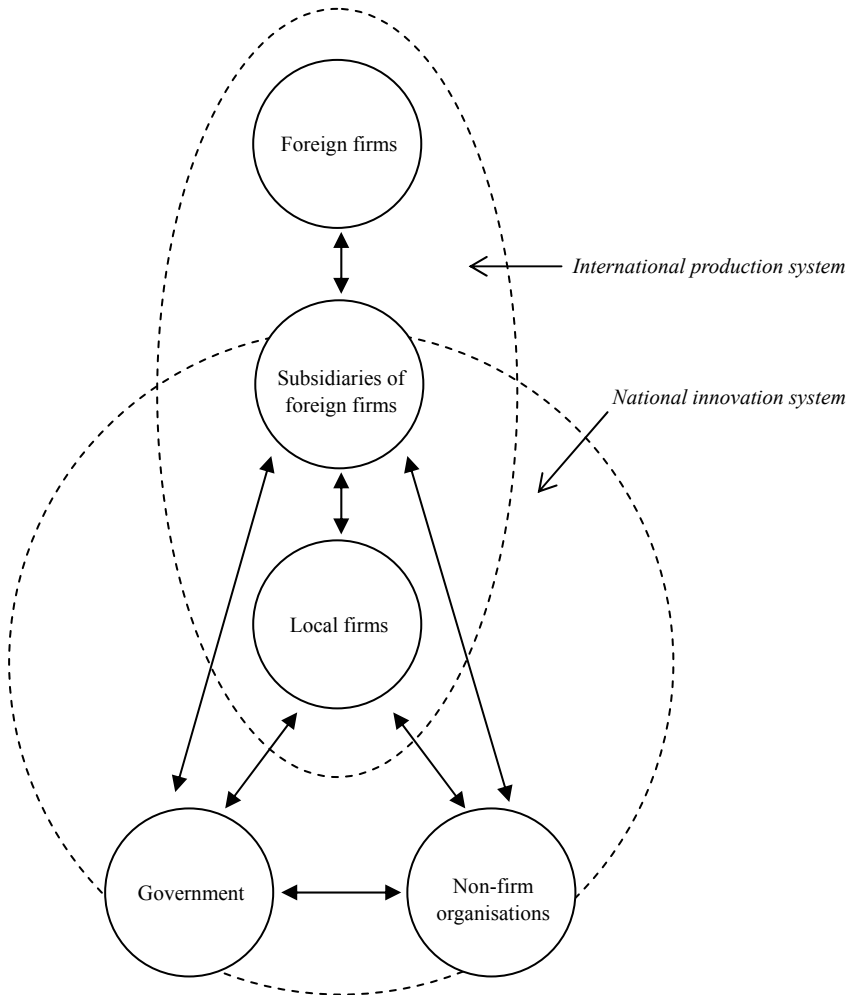 Foreign firms
International production system
Subsidiaries of
foreign firms
National innovation system
Local firms
Government
Non-firm
organisations